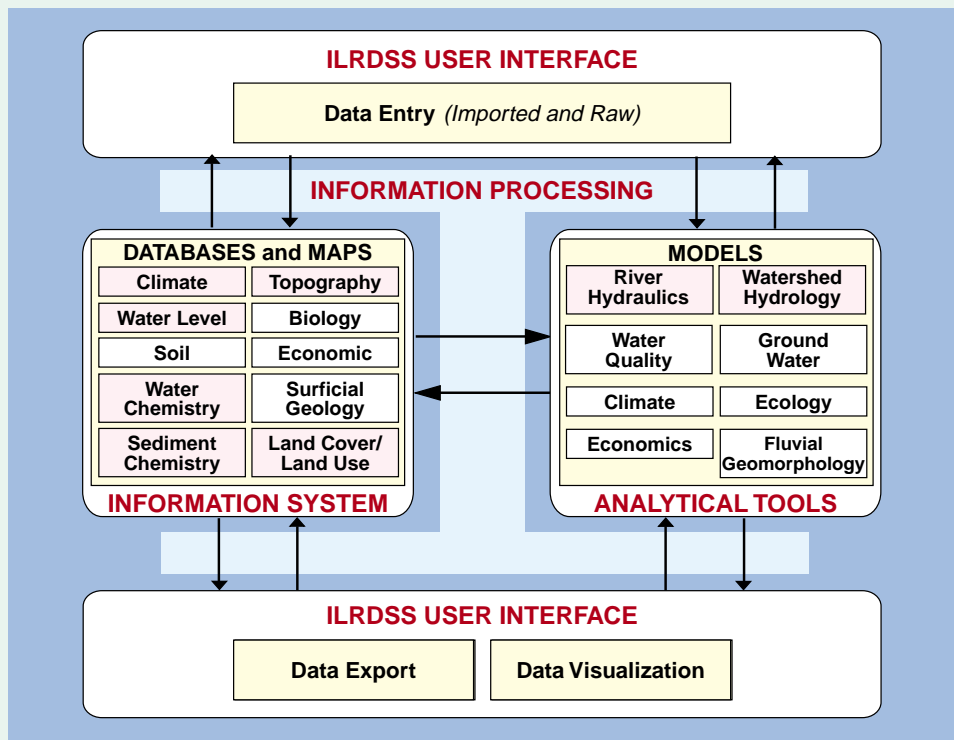 ILRDSS USER INTERFACE
Data Entry (Imported and Raw)
INFORMATION PROCESSING
DATABASES and MAPS
Climate
Topography
Water Level
Biology
Soil
Economic
Water
Chemistry
Surficial
Geology
Sediment
Chemistry
Land Cover/
Land Use
INFORMATION SYSTEM
MODELS
River
Hydraulics
Watershed
Hydrology
Water
Quality
Ground
Water
Climate
Ecology
Economics
Fluvial
Geomorphology
ANALYTICAL TOOLS
ILRDSS USER INTERFACE
Data Export
Data Visualization